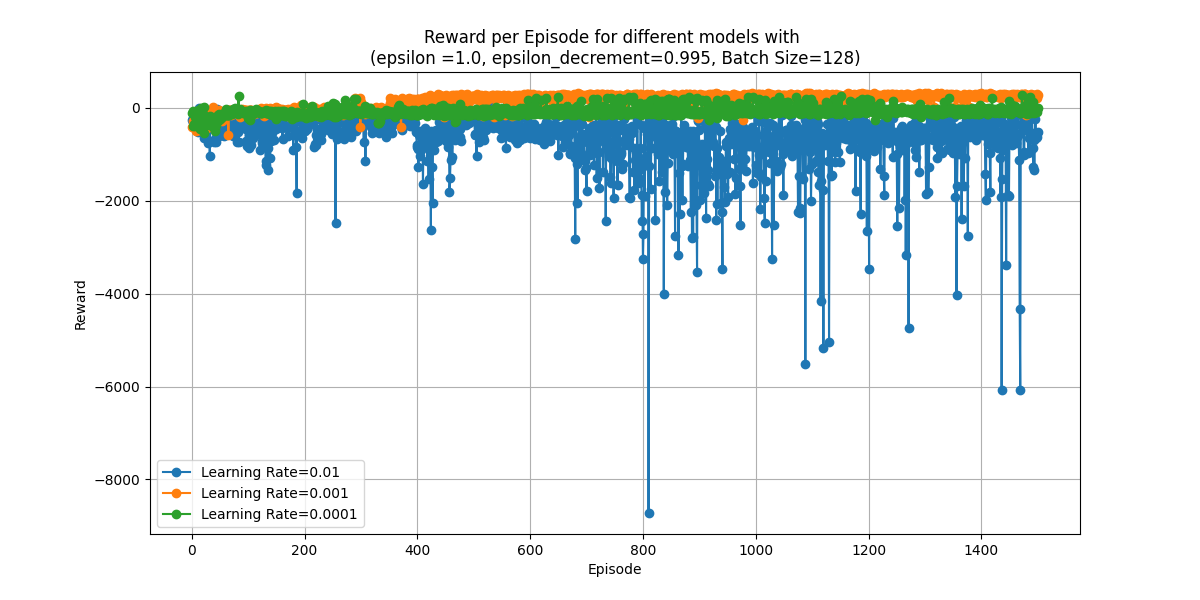 Reward per Episode for different models with
(epsilon =1.0, epsilon_decrement=0.995, Batch Size=128)
0
−2000
−4000
−6000
−8000
Reward
Learning Rate=0.01
Learning Rate=0.001
Learning Rate=0.0001
0 200 400 600 800 1000 1200 1400
Episode